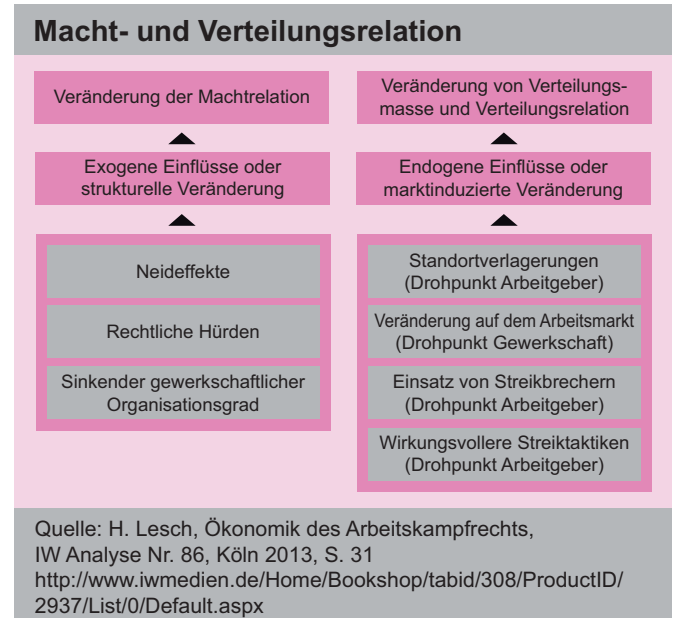 Macht- und Verteilungsrelation
Veränderung der Machtrelation
Exogene Einflüsse oder
strukturelle Veränderung
Neideffekte
Rechtliche Hürden
Sinkender gewerkschaftlicher
Organisationsgrad
Veränderung von Verteilungs-
masse und Verteilungsrelation
Endogene Einflüsse oder
marktinduzierte Veränderung
Standortverlagerungen
(Drohpunkt Arbeitgeber)
Veränderung auf dem Arbeitsmarkt
(Drohpunkt Gewerkschaft)
Einsatz von Streikbrechern
(Drohpunkt Arbeitgeber)
Wirkungsvollere Streiktaktiken
(Drohpunkt Arbeitgeber)
Quelle: H. Lesch, Ökonomik des Arbeitskampfrechts,
IW Analyse Nr. 86, Köln 2013, S. 31
http://www.iwmedien.de/Home/Bookshop/tabid/308/ProductID/
2937/List/0/Default.aspx